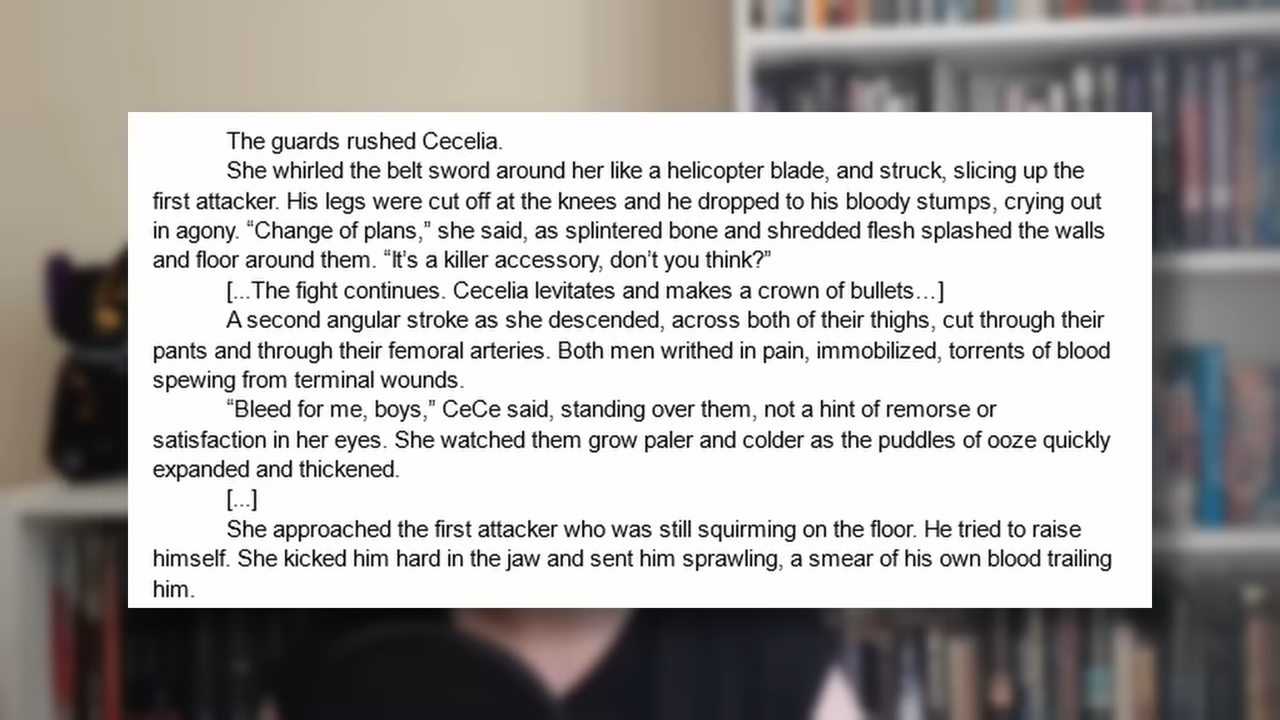 The guards rushed Cecelia.
She whirled the belt sword around her like a helicopter blade, and struck, slicing up the
first attacker. His legs were cut off at the knees and he dropped to his bloody stumps, crying out
in agony. “Change of plans,” she said, as splintered bone and shredded flesh splashed the walls
and floor around them. “It’s a killer accessory, don’t you think?”
[...The fight continues. Cecelia levitates and makes a crown of bullets…]
A second angular stroke as she descended, across both of their thighs, cut through their
pants and through their femoral arteries. Both men writhed in pain, immobilized, torrents of blood
spewing from terminal wounds.
“Bleed for me, boys,” CeCe said, standing over them, not a hint of remorse or
satisfaction in her eyes. She watched them grow paler and colder as the puddles of ooze quickly
expanded and thickened.
[...]
She approached the first attacker who was still squirming on the floor. He tried to raise
himself. She kicked him hard in the jaw and sent him sprawling, a smear of his own blood trailing
him.